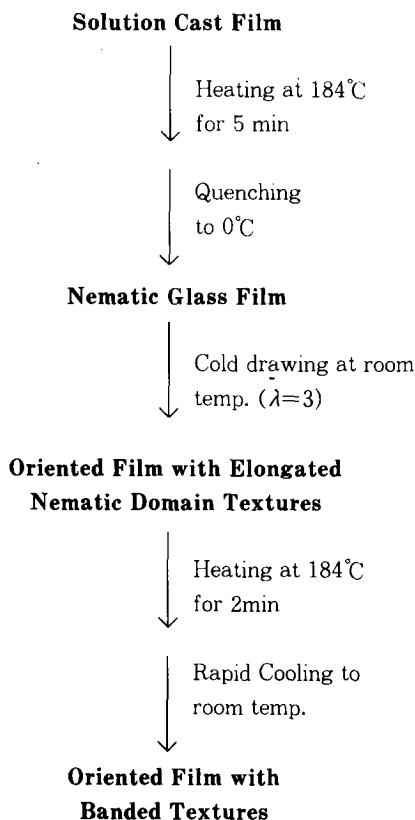 Solution Cast Film
Heating at 184℃
for 5 min
Quenching
to 0℃
Nematic Glass Film
Cold drawing at room
temp. (λ=3)
Oriented Film with Elongated
Nematic Domain Textures
Heating at 184℃
for 2min
Rapid Cooling to
room temp.
Oriented Film with
Banded Textures